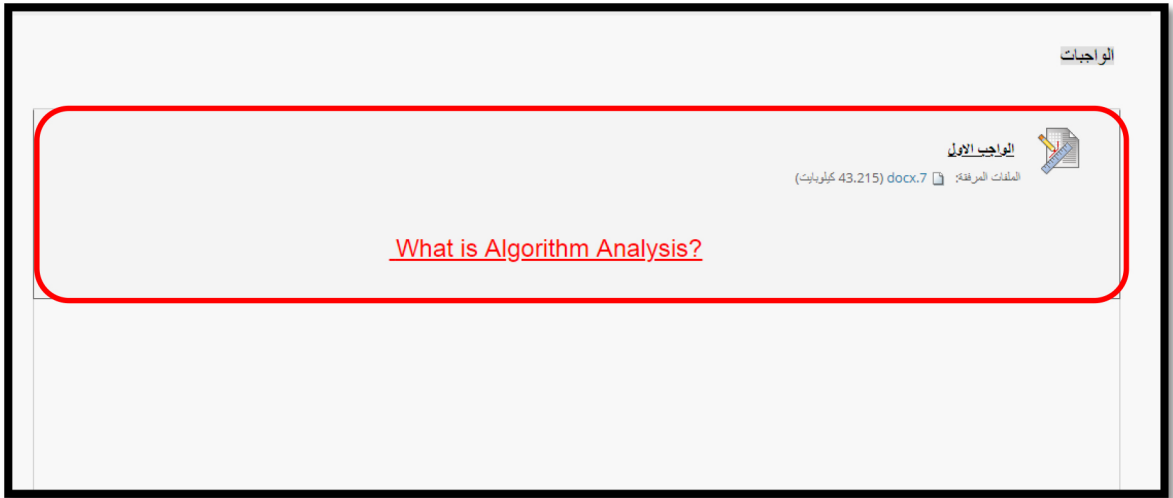 الواجبات
الواجب الاول
الملفات المرفقة: docx.7 (43.215 كيلوبايت)
What is Algorithm Analysis?